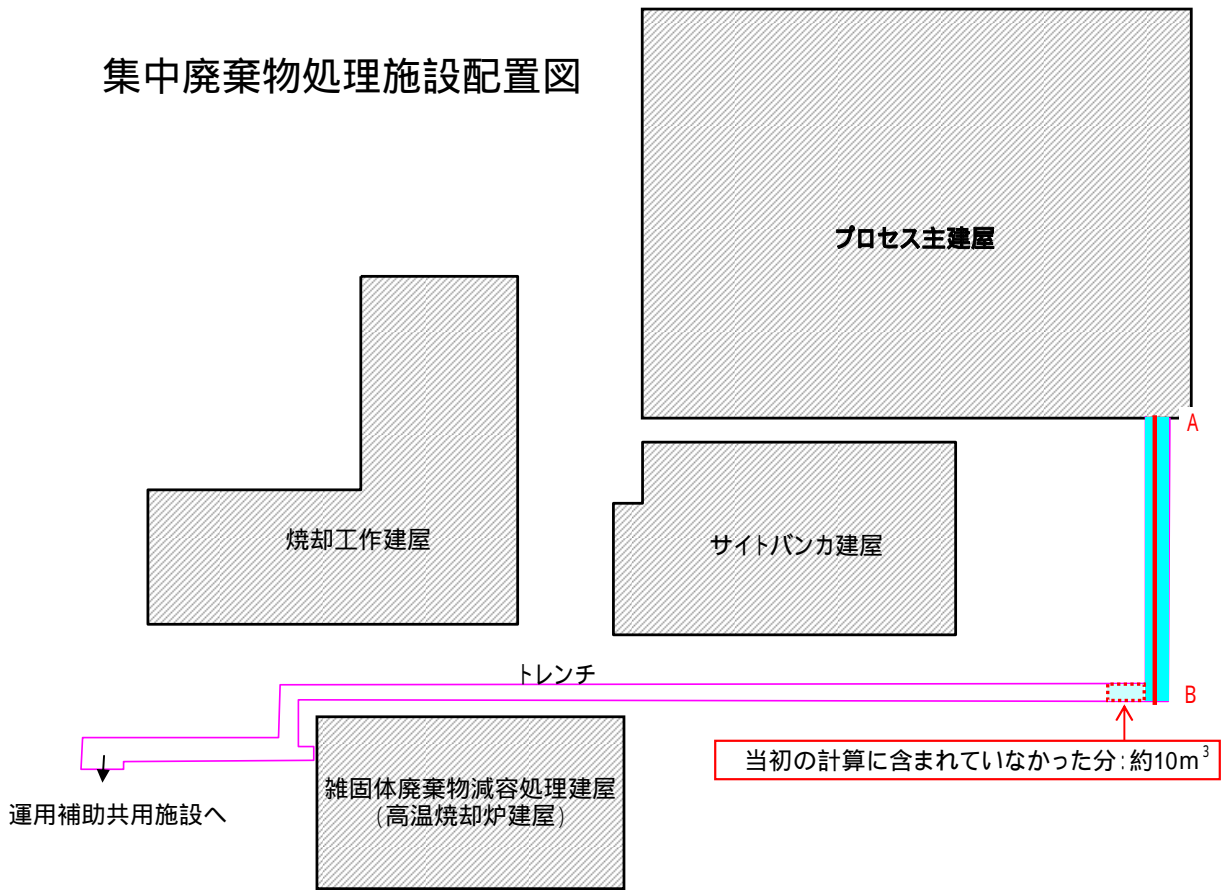 集中廃棄物処理施設配置図
プロセス主建屋
A
焼却工作建屋
サイトバンカ建屋
トレンチ
B
当初の計算に含まれていなかった分:約10m³
雑固体廃棄物減容処理建屋
(高温焼却炉建屋)
運用補助共用施設へ